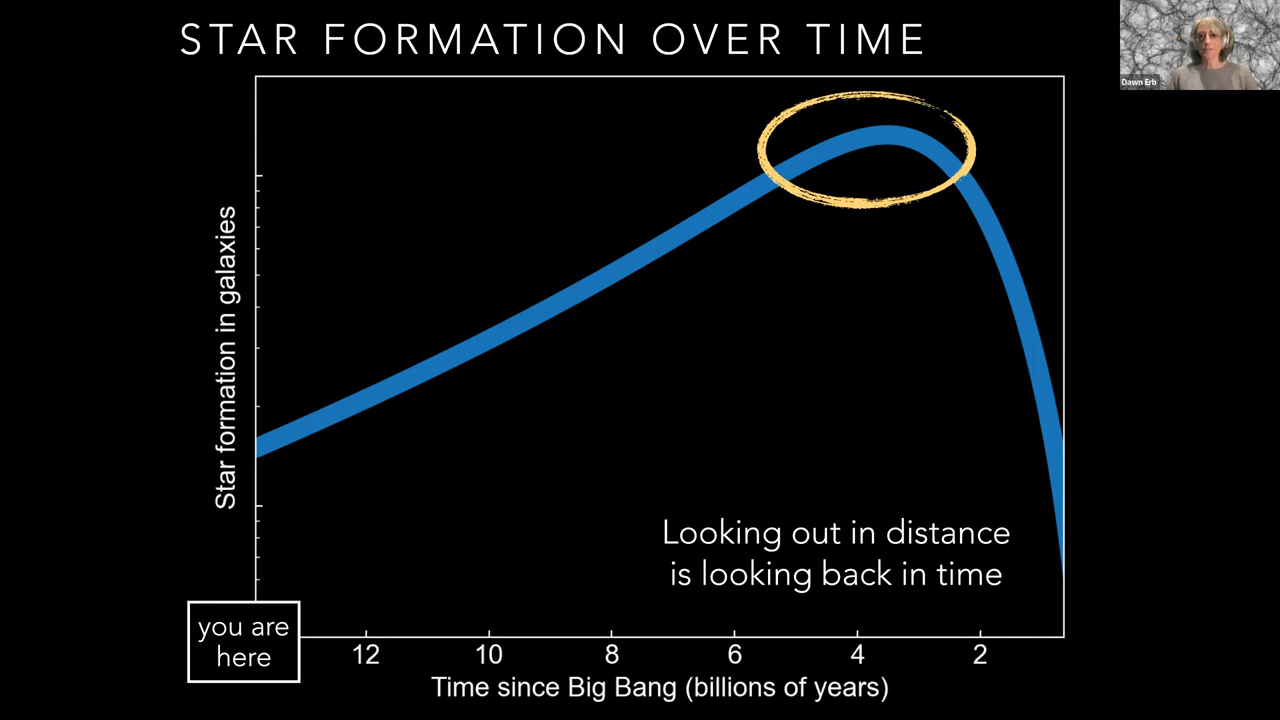 STAR FORMATION OVER TIME
Dawn Erb
Star formation in galaxies
Looking out in distance
is looking back in time
you are
here
12 10 8 6 4 2
Time since Big Bang (billions of years)